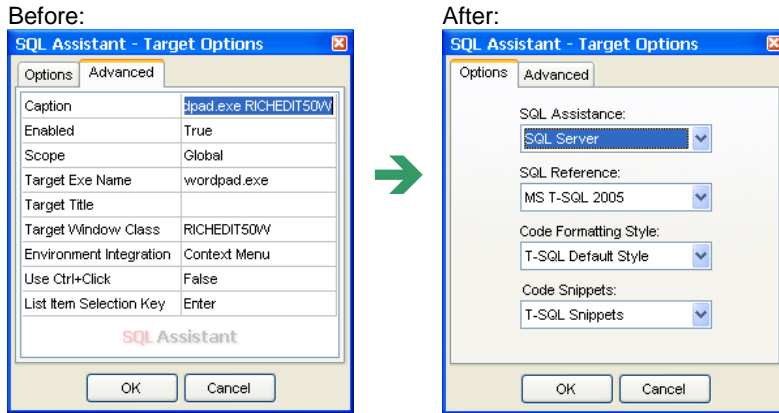 Before:
SQL Assistant - Target Options
Options Advanced
Caption dpad.exe RICHEDIT50W
Enabled True
Scope Global
Target Exe Name wordpad.exe
Target Title
Target Window Class RICHEDIT50W
Environment Integration Context Menu
Use Ctrl+Click False
List Item Selection Key Enter
SQL Assistant
OK Cancel
After:
SQL Assistant - Target Options
Options Advanced
SQL Assistance:
SQL Server
SQL Reference:
MS T-SQL 2005
Code Formatting Style:
T-SQL Default Style
Code Snippets:
T-SQL Snippets
OK Cancel